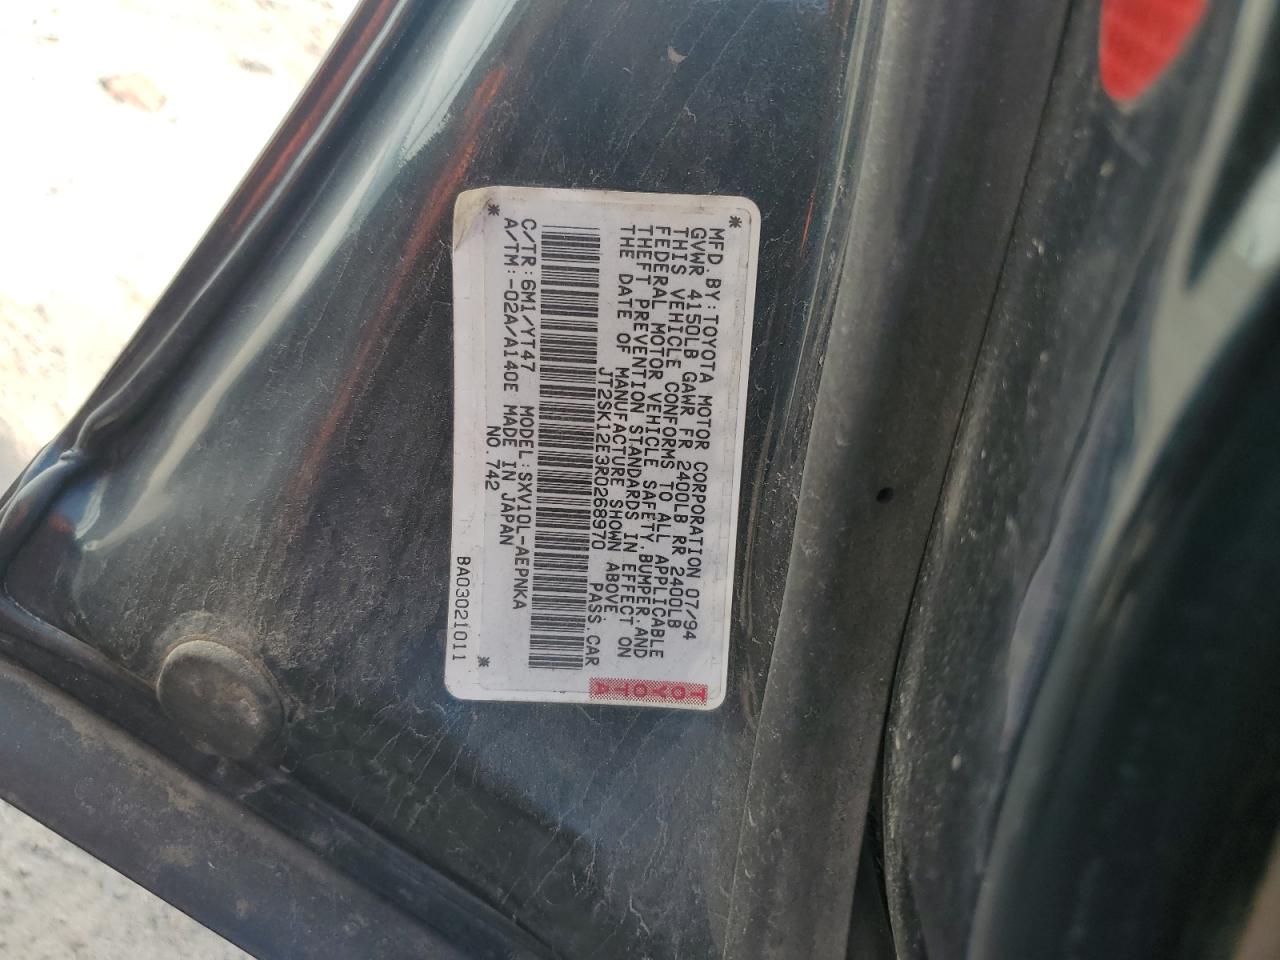 *
MFD.BY:TOYOTA MOTOR CORPORATION 07/94
GVWR 4150LB GAWR FR 2400LB RR 2400LB
THIS VEHICLE CONFORMS TO ALL APPLICABLE
FEDERAL MOTOR VEHICLE SAFETY,BUMPER,AND
THEFT PREVENTION STANDARDS IN EFFECT ON
THE DATE OF MANUFACTURE SHOWN ABOVE.
JT2SK12E3R0268970 PASS.CAR
C/TR:6M1/YT47 MODEL:SXV10L-AEPNKA
A/TM:-02A/A140E MADE IN JAPAN
* NO.742 *
BA03021011
TOYOTA